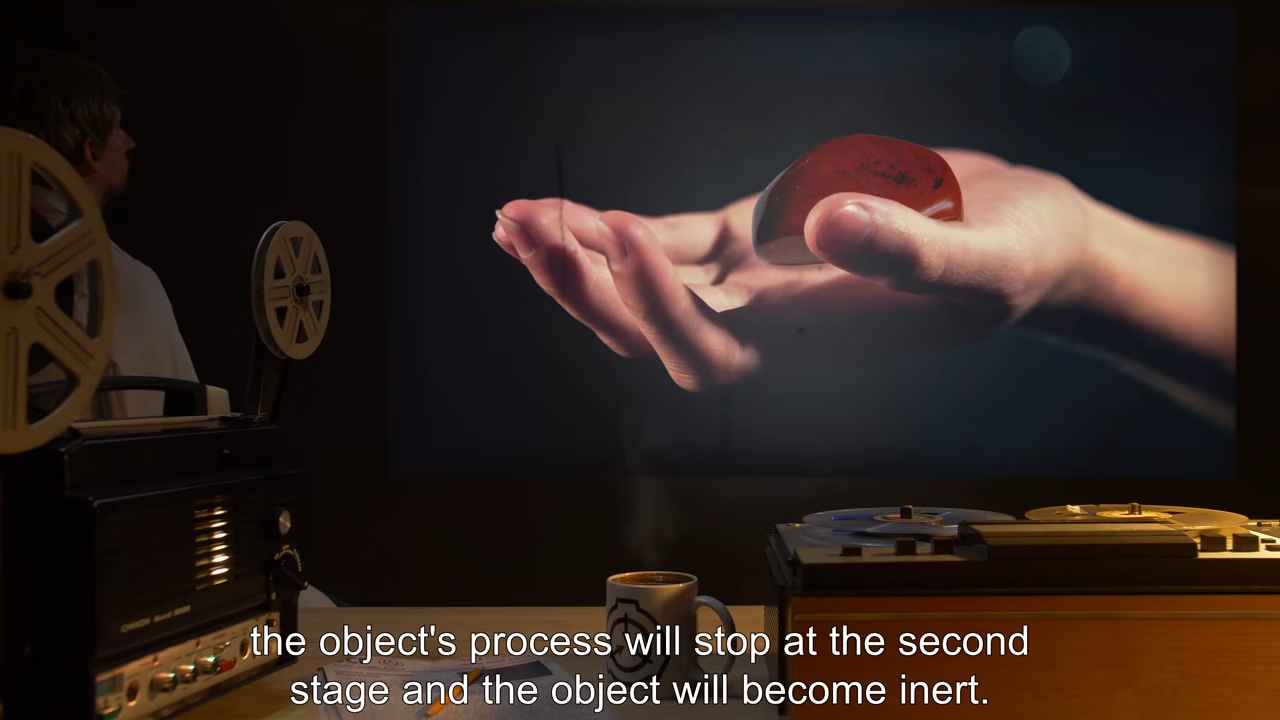 the object's process will stop at the second
stage and the object will become inert.